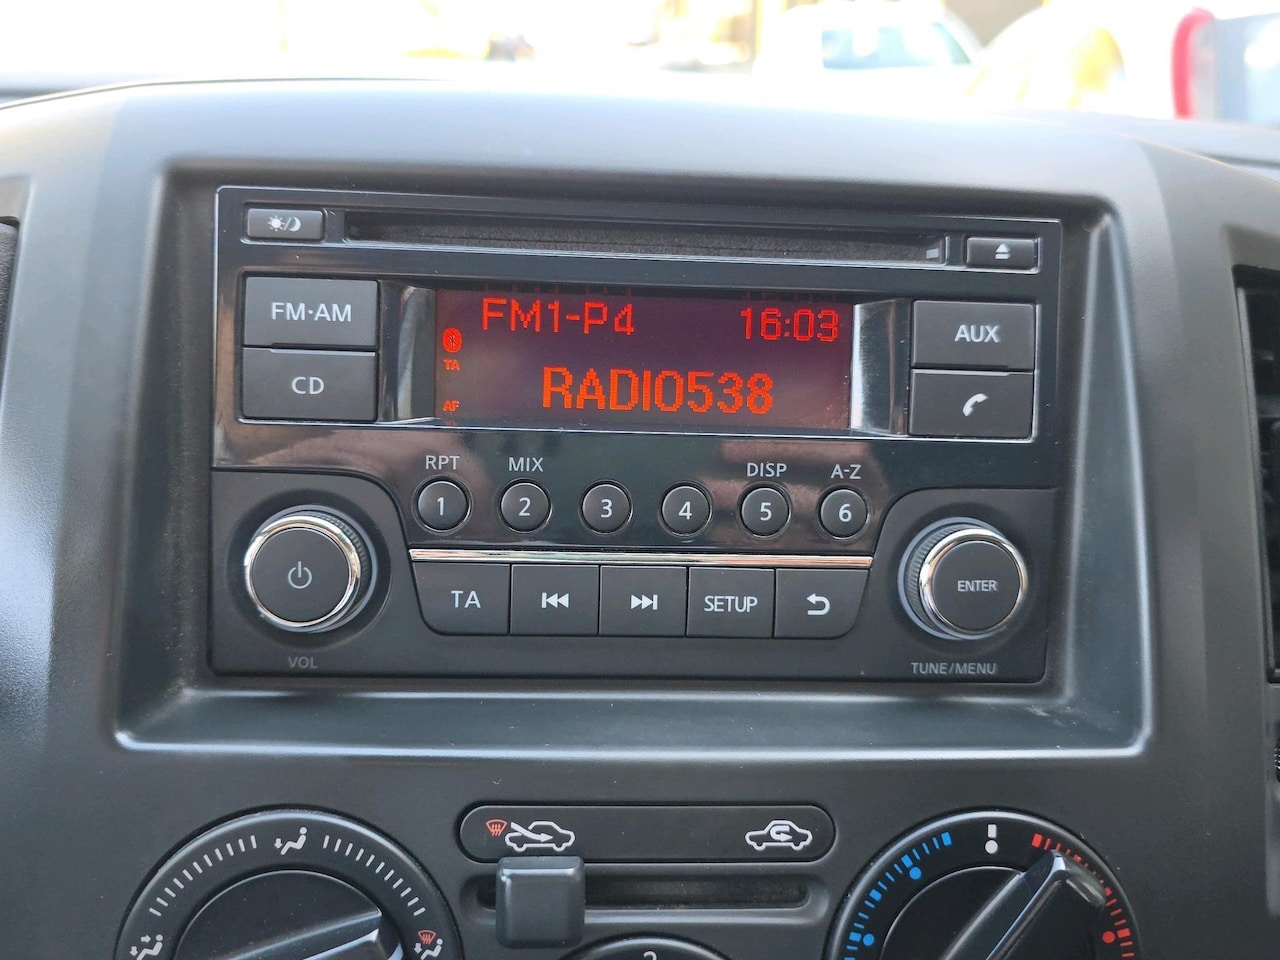 FM·AM
CD
FM1-P4 16:03
TA
AF
RADIO538
AUX
RPT MIX DISP A-Z
1 2 3 4 5 6
VOL
TA SETUP
ENTER
TUNE/MENU
2